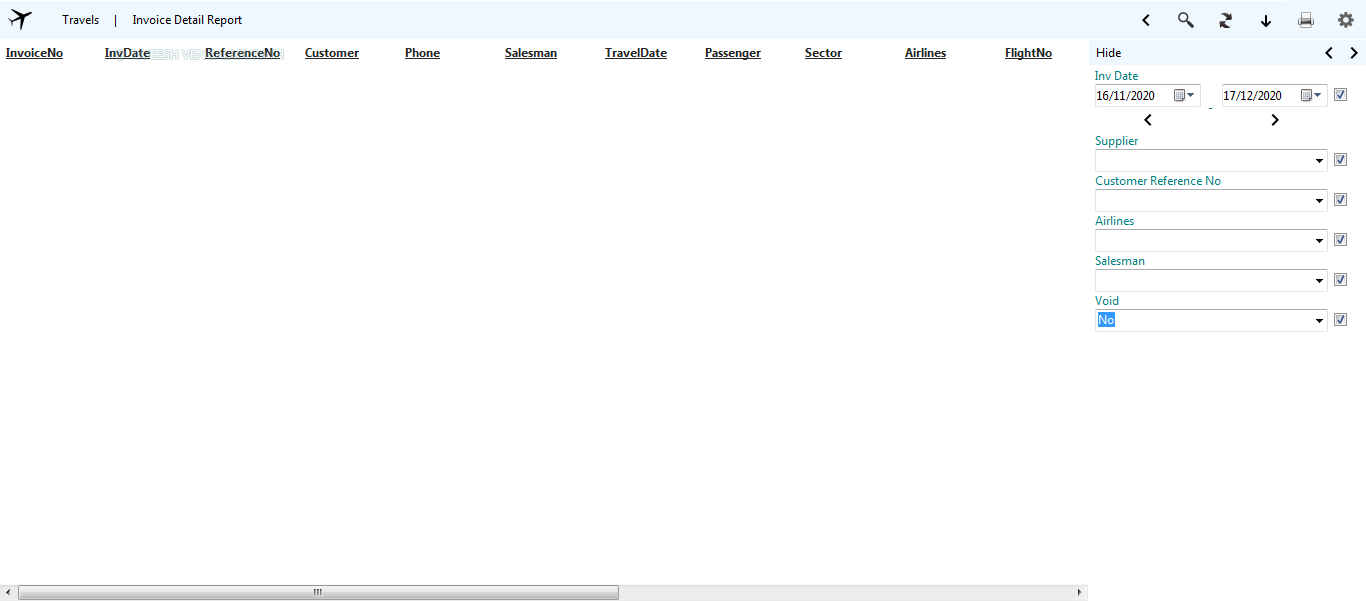 Travels | Invoice Detail Report
InvoiceNo InvDate ReferenceNo Customer Phone Salesman TravelDate Passenger Sector Airlines FlightNo
Hide
Inv Date
16/11/2020 - 17/12/2020
Supplier
Customer Reference No
Airlines
Salesman
Void
No